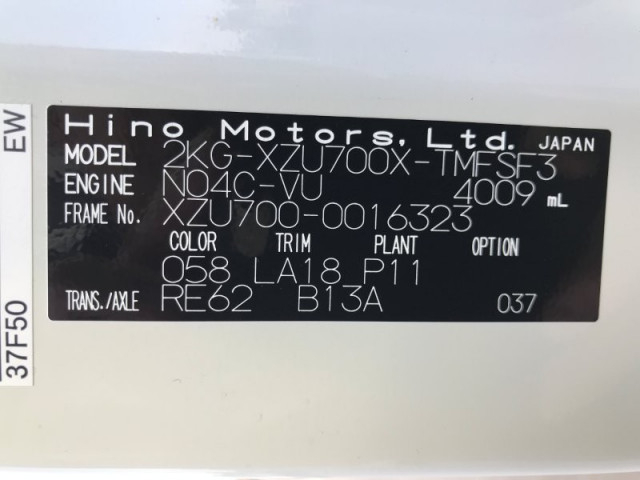 Hino Motors, Ltd. JAPAN
MODEL 2KG-XZU700X-TMFSF3
ENGINE N04C-VU 4009 mL
FRAME No. XZU700-0016323
COLOR TRIM PLANT OPTION
058 LA18 P11
TRANS./AXLE RE62 B13A 037
37F50 EW